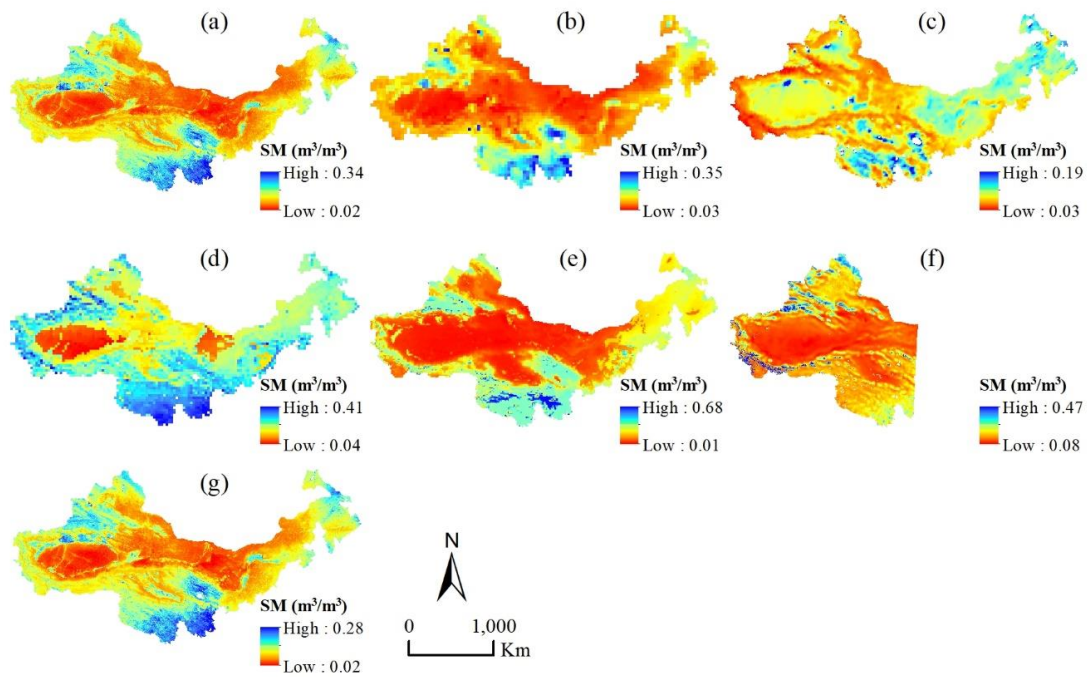 (a)
SM (m³/m³)
High : 0.34
Low : 0.02
(b)
SM (m³/m³)
High : 0.35
Low : 0.03
(c)
SM (m³/m³)
High : 0.19
Low : 0.03
(d)
SM (m³/m³)
High : 0.41
Low : 0.04
(e)
SM (m³/m³)
High : 0.68
Low : 0.01
(f)
SM (m³/m³)
High : 0.47
Low : 0.08
(g)
SM (m³/m³)
High : 0.28
Low : 0.02
N
0 1,000
Km